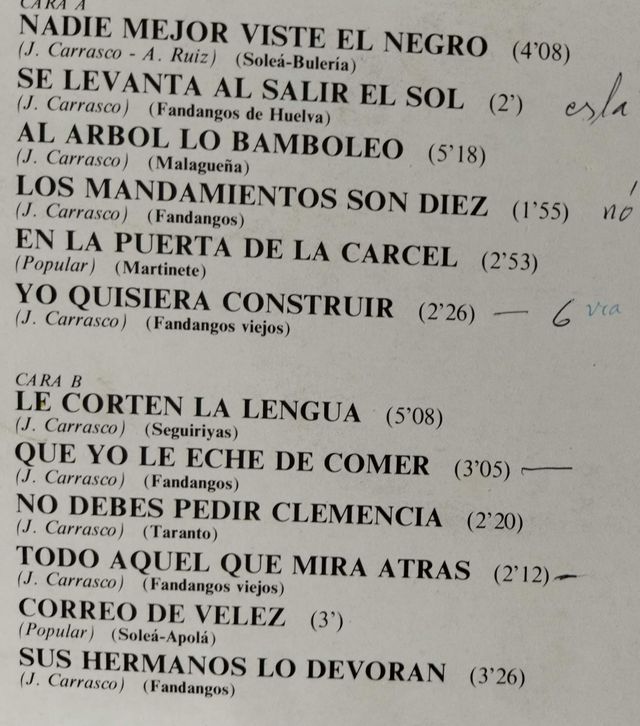 CARA A
NADIE MEJOR VISTE EL NEGRO (4'08)
(J. Carrasco - A. Ruiz) (Soleá-Bulería)
SE LEVANTA AL SALIR EL SOL (2')
(J. Carrasco) (Fandangos de Huelva)
AL ARBOL LO BAMBOLEO (5'18)
(J. Carrasco) (Malagueña)
LOS MANDAMIENTOS SON DIEZ (1'55) nó
(J. Carrasco) (Fandangos)
EN LA PUERTA DE LA CARCEL (2'53)
(Popular) (Martinete)
YO QUISIERA CONSTRUIR (2'26) — 6
(J. Carrasco) (Fandangos viejos)
CARA B
LE CORTEN LA LENGUA (5'08)
(J. Carrasco) (Seguiriyas)
QUE YO LE ECHE DE COMER (3'05) —
(J. Carrasco) (Fandangos)
NO DEBES PEDIR CLEMENCIA (2'20)
(J. Carrasco) (Taranto)
TODO AQUEL QUE MIRA ATRAS (2'12) —
(J. Carrasco) (Fandangos viejos)
CORREO DE VELEZ (3')
(Popular) (Soleá-Apolá)
SUS HERMANOS LO DEVORAN (3'26)
(J. Carrasco) (Fandangos)